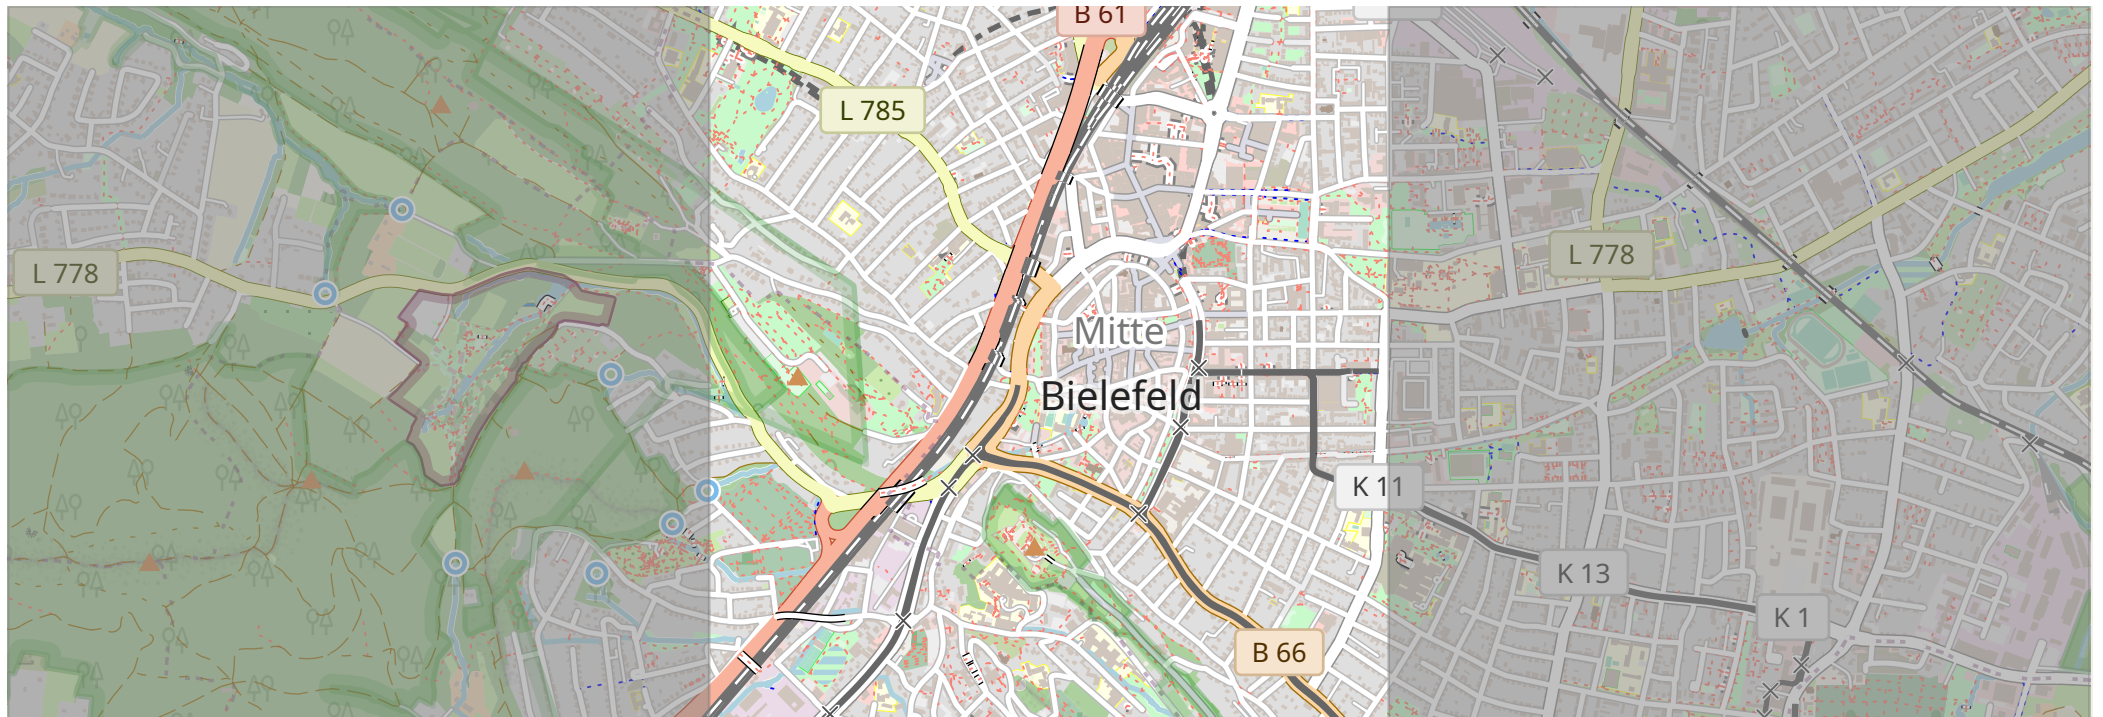 B 61
L 785
L 778
L 778
Mitte
Bielefeld
K 11
K 13
K 1
B 66